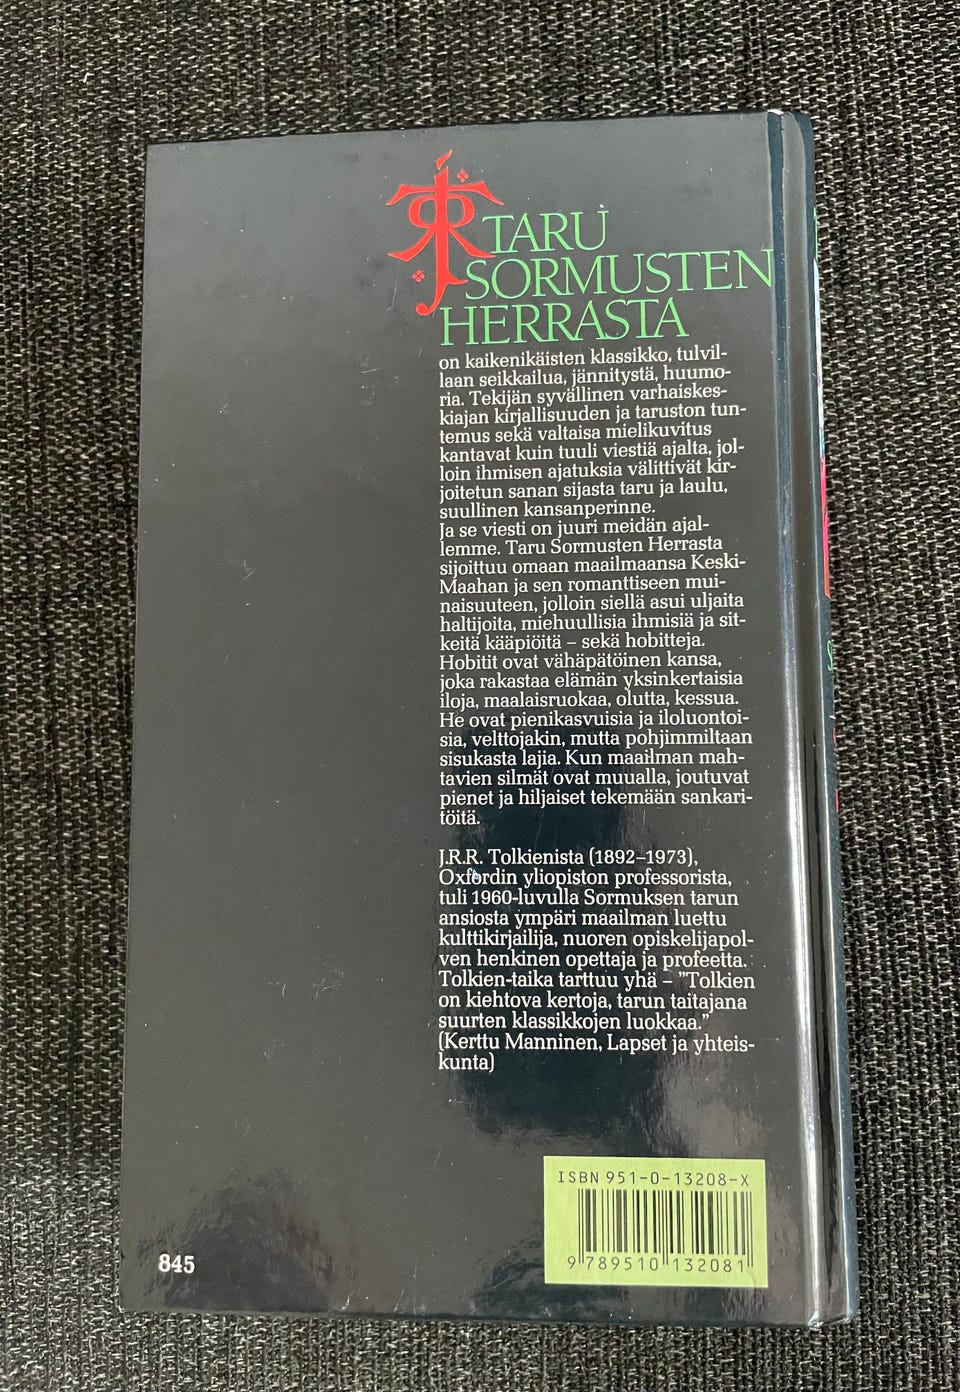 TARU
SORMUSTEN
HERRASTA
on kaikenikäisten klassikko, tulvil-
laan seikkailua, jännitystä, huumo-
ria. Tekijän syvällinen varhaiskes-
kiajan kirjallisuuden ja taruston tun-
temus sekä valtaisa mielikuvitus
kantavat kuin tuuli viestiä ajalta, jol-
loin ihmisen ajatuksia välittivät kir-
joitetun sanan sijasta taru ja laulu,
suullinen kansanperinne.
Ja se viesti on juuri meidän ajal-
lemme. Taru Sormusten Herrasta
sijoittuu omaan maailmaansa Keski-
Maahan ja sen romanttiseen mui-
naisuuteen, jolloin siellä asui uljaita
haltijoita, miehuullisia ihmisiä ja sit-
keitä kääpiöitä – sekä hobitteja.
Hobitit ovat vähäpätöinen kansa,
joka rakastaa elämän yksinkertaisia
iloja, maalaisruokaa, olutta, kessua.
He ovat pienikasvuisia ja iloluontoi-
sia, velttojakin, mutta pohjimmiltaan
sisukasta lajia. Kun maailman mah-
tavien silmät ovat muualla, joutuvat
pienet ja hiljaiset tekemään sankari-
töitä.
J.R.R. Tolkienista (1892–1973),
Oxfordin yliopiston professorista,
tuli 1960-luvulla Sormuksen tarun
ansiosta ympäri maailman luettu
kulttikirjailija, nuoren opiskelijapol-
ven henkinen opettaja ja profeetta.
Tolkien-taika tarttuu yhä – ”Tolkien
on kiehtova kertoja, tarun taitajana
suurten klassikkojen luokkaa.”
(Kerttu Manninen, Lapset ja yhteis-
kunta)
ISBN 951-0-13208-X
9 789510 132081
845